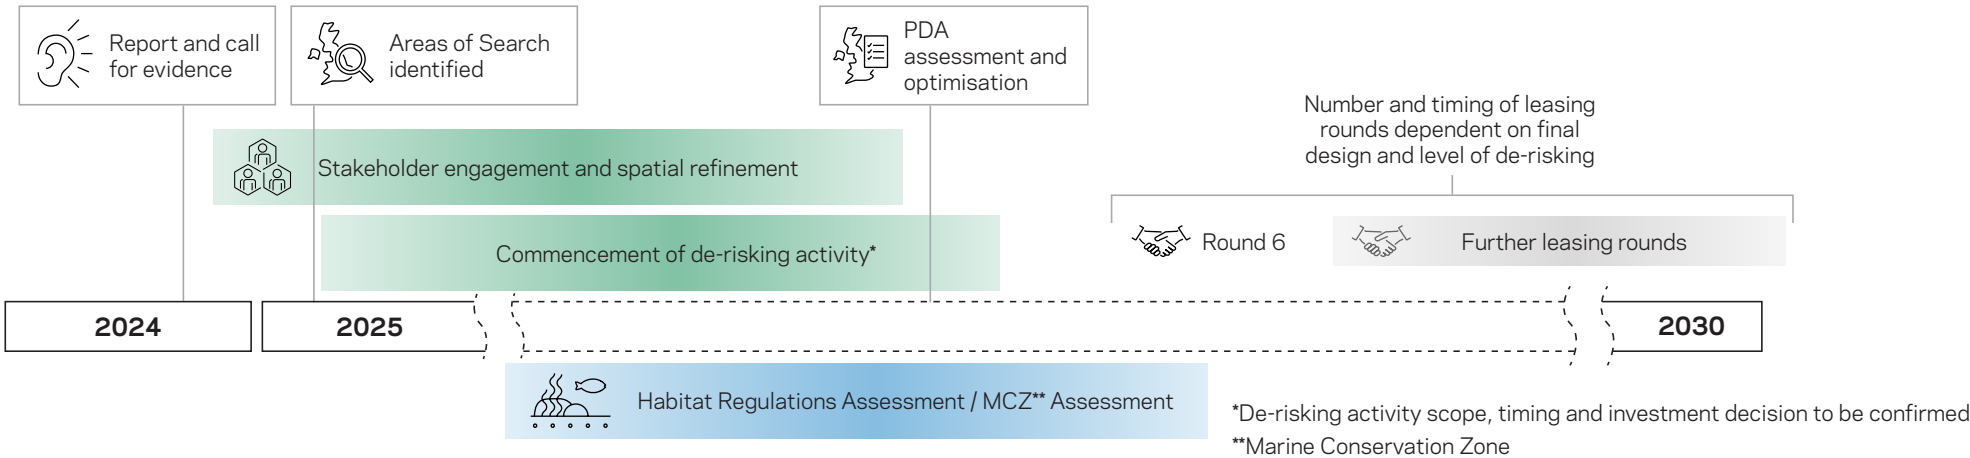 Report and call
for evidence
Areas of Search
identified
PDA
assessment and
optimisation
Number and timing of leasing
rounds dependent on final
design and level of de-risking
Stakeholder engagement and spatial refinement
Commencement of de-risking activity*
Round 6
Further leasing rounds
2024
2025
2030
Habitat Regulations Assessment / MCZ** Assessment
*De-risking activity scope, timing and investment decision to be confirmed
**Marine Conservation Zone